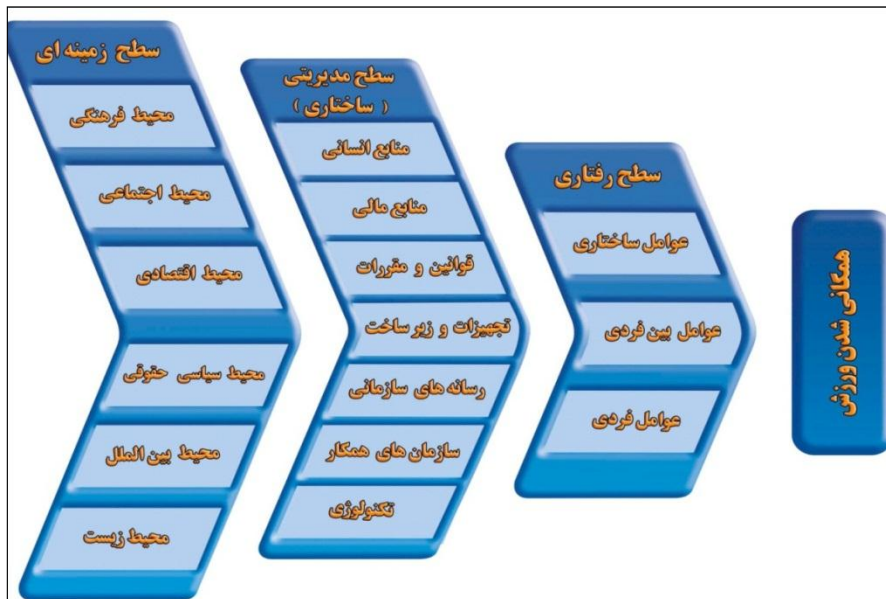 سطح زمینه ای
محیط فرهنگی
محیط اجتماعی
محیط اقتصادی
محیط سیاسی حقوقی
محیط بین الملل
محیط زیست
سطح مدیریتی
( ساختاری )
منابع انسانی
منابع مالی
قوانین و مقررات
تجهیزات و زیر ساخت
رسانه های سازمانی
سازمان های همکار
تکنولوژی
سطح رفتاری
عوامل ساختاری
عوامل بین فردی
عوامل فردی
همگانی شدن ورزش